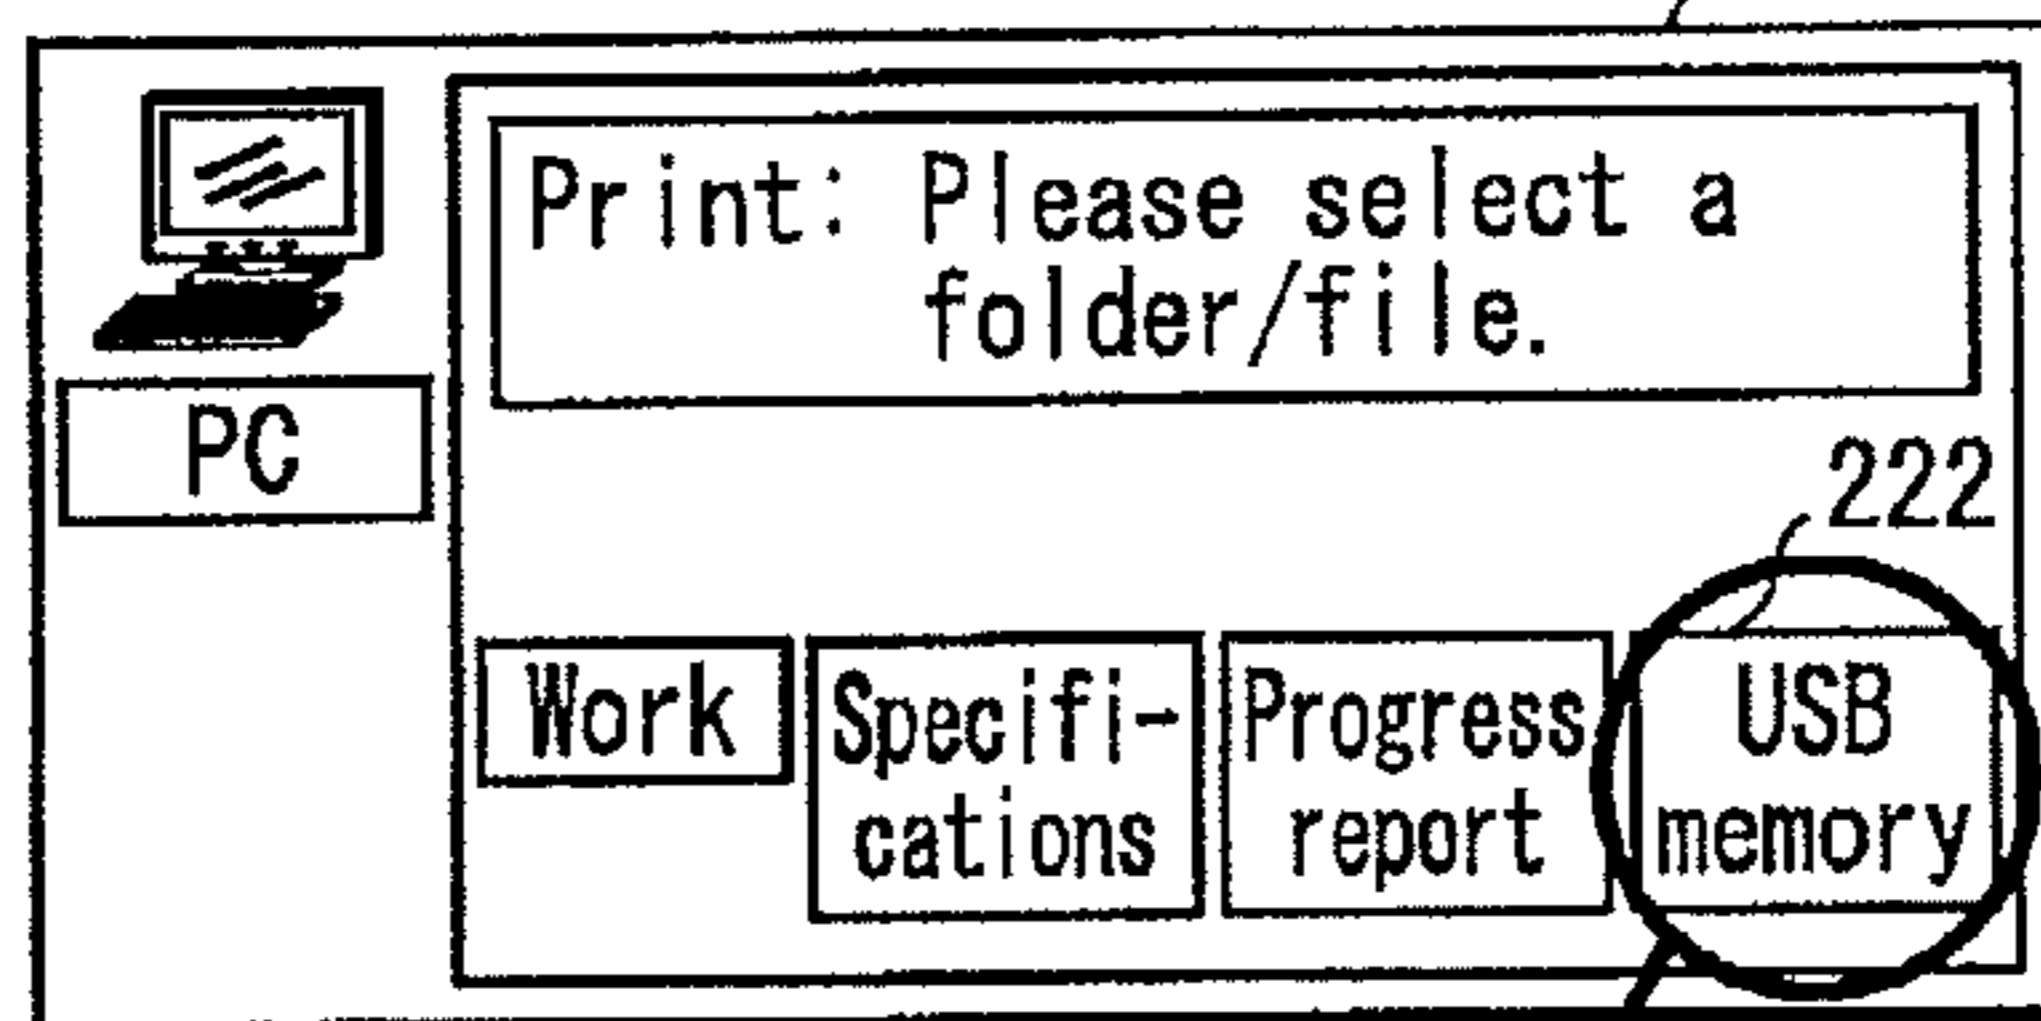 Print: Please select a
folder/file.
PC
222
Work
Specifi-
cations
Progress
report
USB
memory